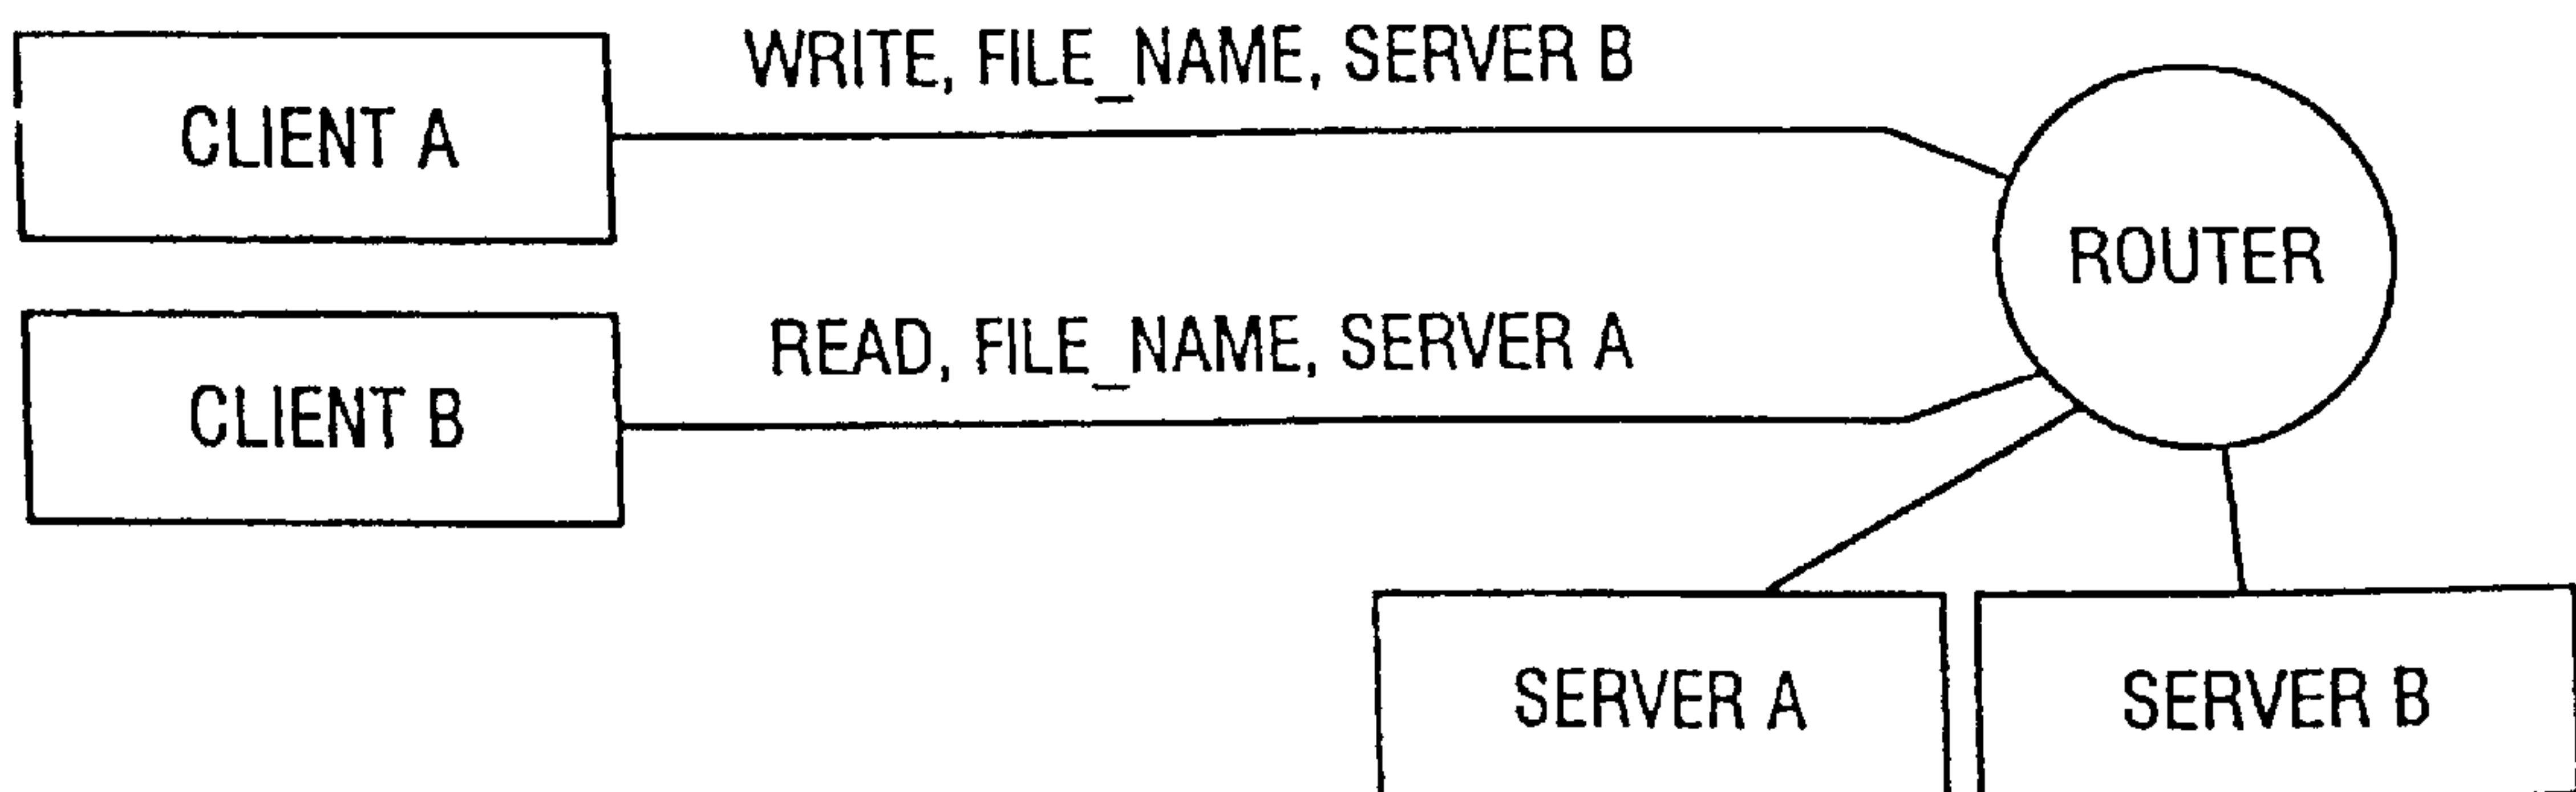 WRITE, FILE_NAME, SERVER B
CLIENT A
ROUTER
READ, FILE_NAME, SERVER A
CLIENT B
SERVER A
SERVER B